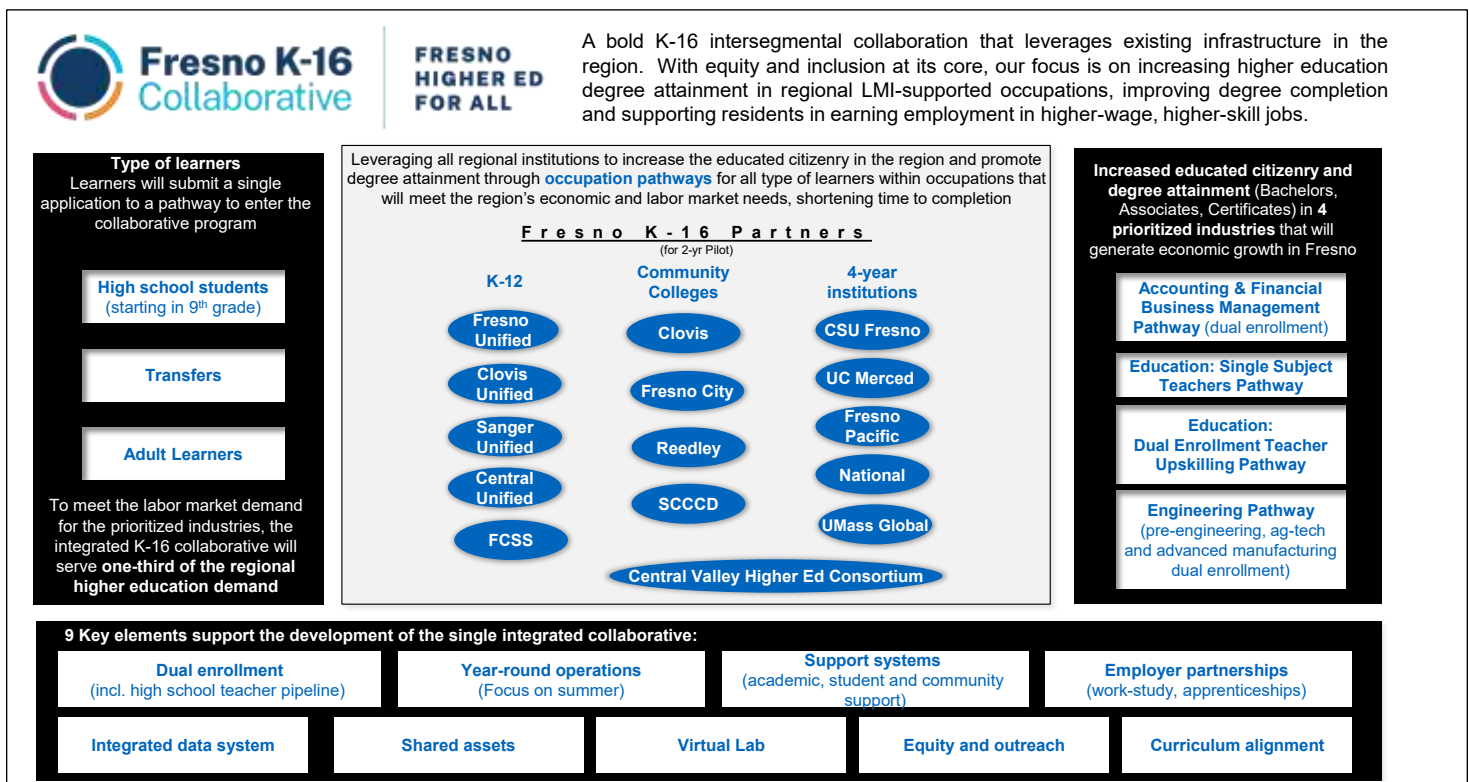 Fresno K-16
Collaborative
FRESNO
HIGHER ED
FOR ALL
A bold K-16 intersegmental collaboration that leverages existing infrastructure in the
region. With equity and inclusion at its core, our focus is on increasing higher education
degree attainment in regional LMI-supported occupations, improving degree completion
and supporting residents in earning employment in higher-wage, higher-skill jobs.
Type of learners
Learners will submit a single
application to a pathway to enter the
collaborative program
High school students
(starting in 9th grade)
Transfers
Adult Learners
To meet the labor market demand
for the prioritized industries, the
integrated K-16 collaborative will
serve one-third of the regional
higher education demand
Leveraging all regional institutions to increase the educated citizenry in the region and promote
degree attainment through occupation pathways for all type of learners within occupations that
will meet the region's economic and labor market needs, shortening time to completion
Fresno K-16 Partners
(for 2-yr Pilot)
K-12
Fresno
Unified
Clovis
Unified
Sanger
Unified
Central
Unified
FCSS
Community
Colleges
Clovis
Fresno City
Reedley
SCCCD
4-year
institutions
CSU Fresno
UC Merced
Fresno
Pacific
National
UMass Global
Central Valley Higher Ed Consortium
Increased educated citizenry and
degree attainment (Bachelors,
Associates, Certificates) in 4
prioritized industries that will
generate economic growth in Fresno
Accounting & Financial
Business Management
Pathway (dual enrollment)
Education: Single Subject
Teachers Pathway
Education:
Dual Enrollment Teacher
Upskilling Pathway
Engineering Pathway
(pre-engineering, ag-tech
and advanced manufacturing
dual enrollment)
9 Key elements support the development of the single integrated collaborative:
Dual enrollment
(incl. high school teacher pipeline)
Year-round operations
(Focus on summer)
Support systems
(academic, student and community
support)
Employer partnerships
(work-study, apprenticeships)
Integrated data system
Shared assets
Virtual Lab
Equity and outreach
Curriculum alignment